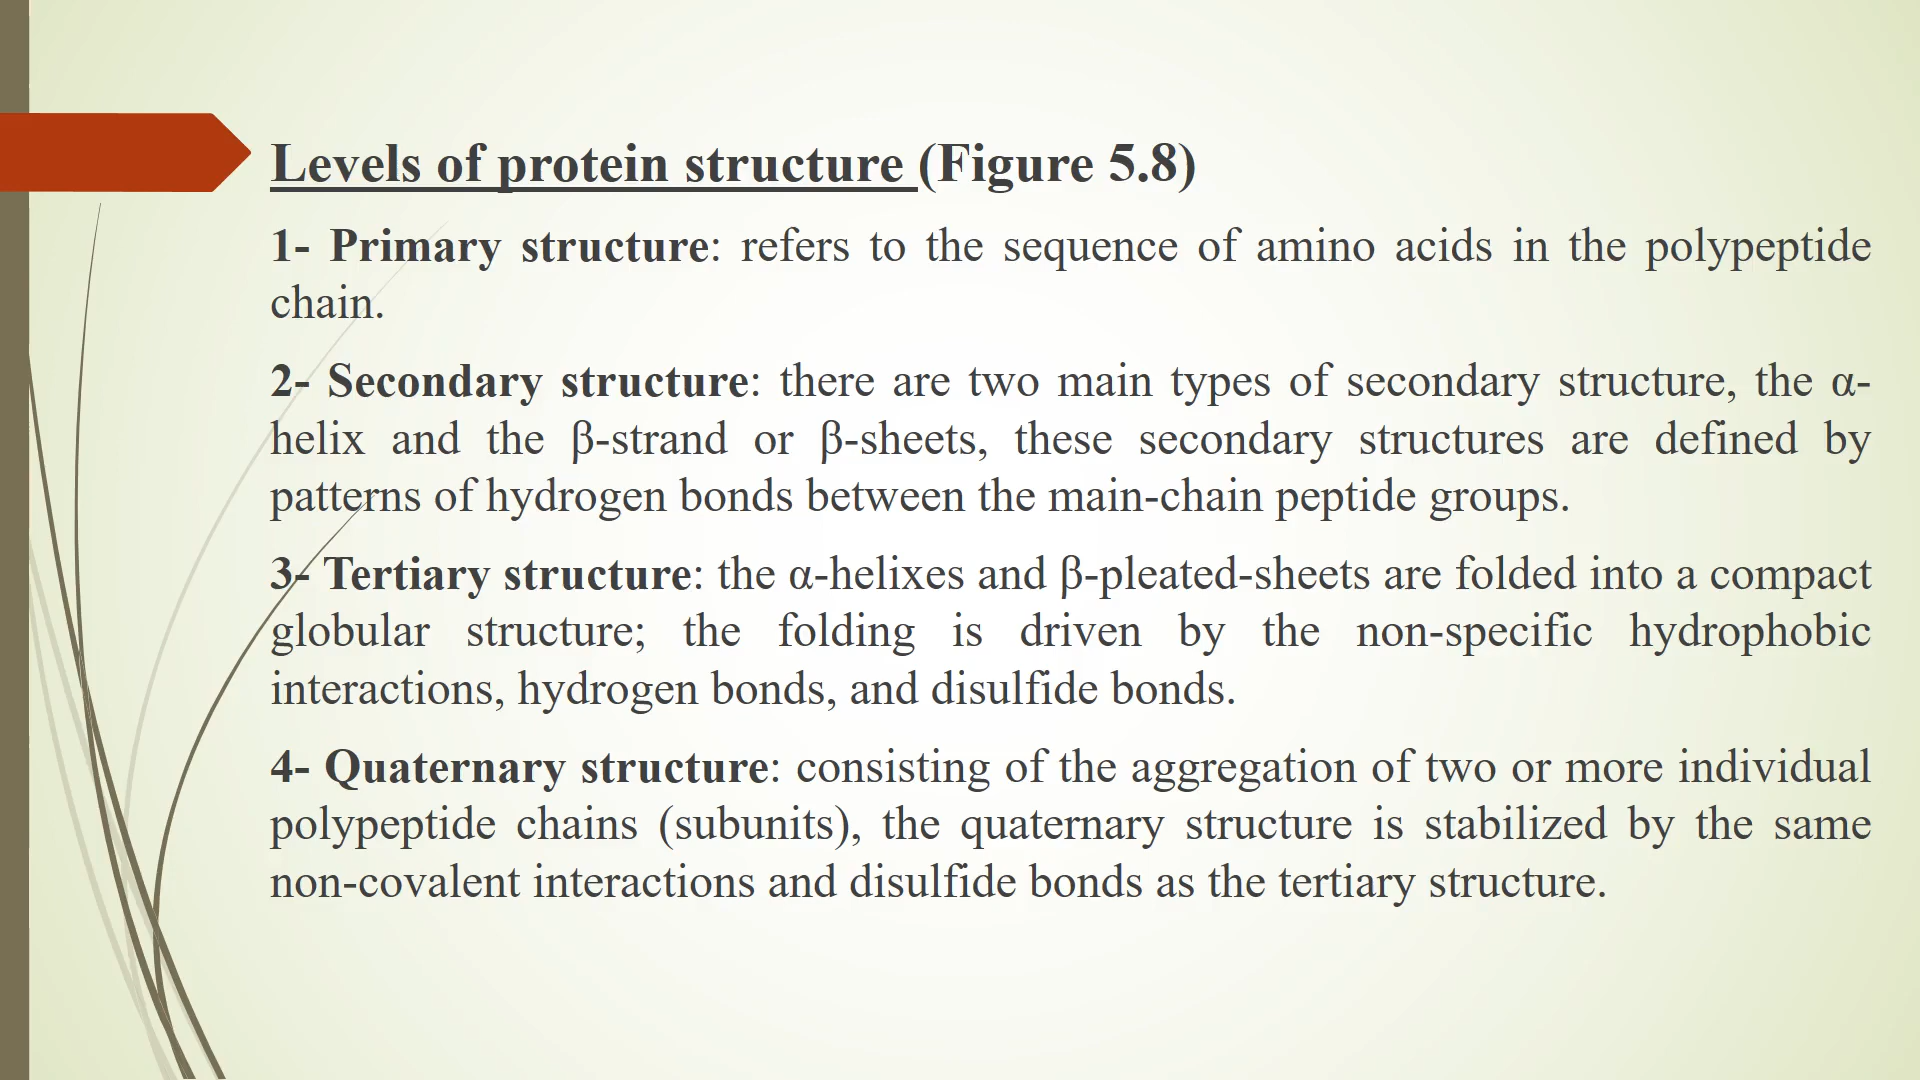 Levels of protein structure (Figure 5.8)
1- Primary structure: refers to the sequence of amino acids in the polypeptide
chain.
2- Secondary structure: there are two main types of secondary structure, the α-
helix and the β-strand or β-sheets, these secondary structures are defined by
patterns of hydrogen bonds between the main-chain peptide groups.
3- Tertiary structure: the α-helixes and β-pleated-sheets are folded into a compact
globular structure; the folding is driven by the non-specific hydrophobic
interactions, hydrogen bonds, and disulfide bonds.
4- Quaternary structure: consisting of the aggregation of two or more individual
polypeptide chains (subunits), the quaternary structure is stabilized by the same
non-covalent interactions and disulfide bonds as the tertiary structure.